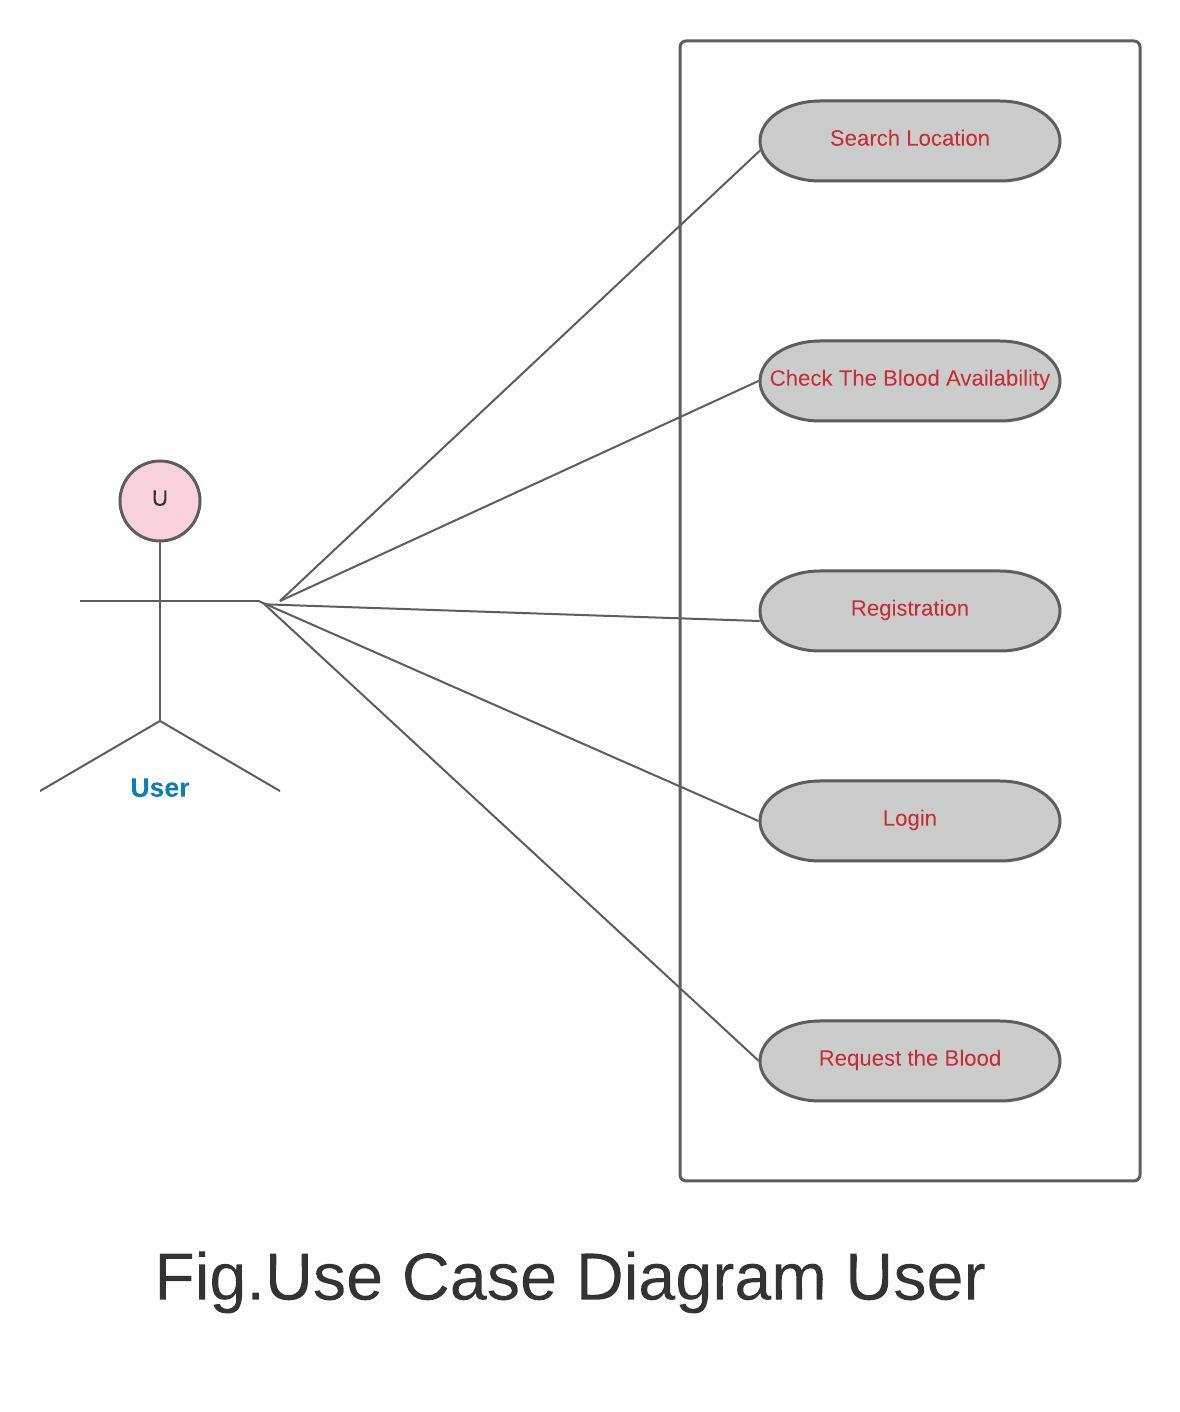 Search Location
Check The Blood Availability
U
Registration
User
Login
Request the Blood
Fig.Use Case Diagram User